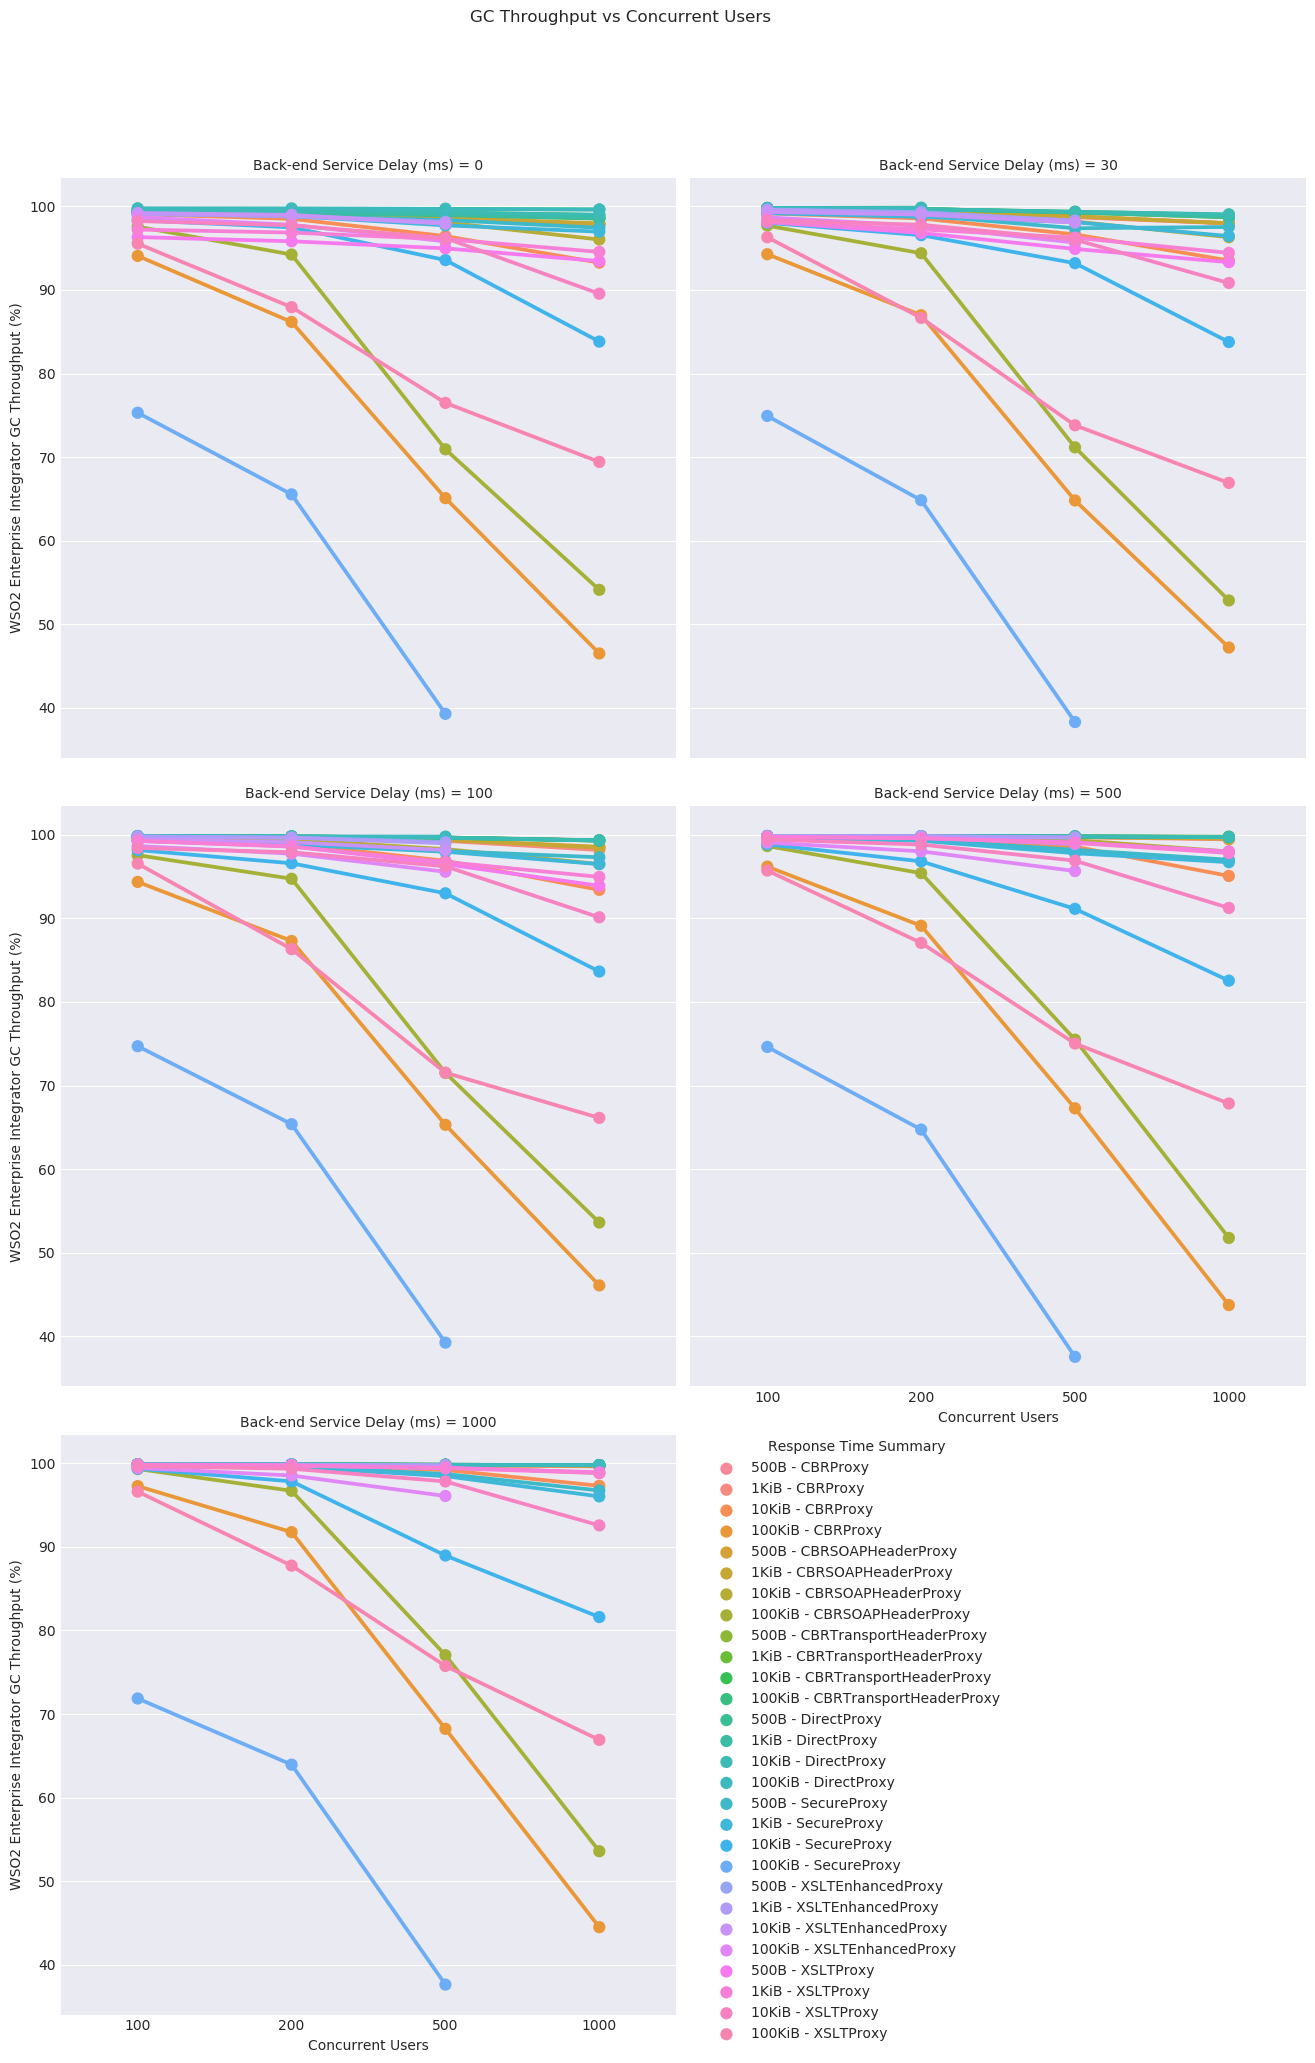 GC Throughput vs Concurrent Users
Back-end Service Delay (ms) = 0
Back-end Service Delay (ms) = 30
WSO2 Enterprise Integrator GC Throughput (%)
100
90
80
70
60
50
40
Back-end Service Delay (ms) = 100
Back-end Service Delay (ms) = 500
WSO2 Enterprise Integrator GC Throughput (%)
100
90
80
70
60
50
40
100 200 500 1000
Concurrent Users
Back-end Service Delay (ms) = 1000
WSO2 Enterprise Integrator GC Throughput (%)
100
90
80
70
60
50
40
100 200 500 1000
Concurrent Users
Response Time Summary
500B - CBRProxy
1KiB - CBRProxy
10KiB - CBRProxy
100KiB - CBRProxy
500B - CBRSOAPHeaderProxy
1KiB - CBRSOAPHeaderProxy
10KiB - CBRSOAPHeaderProxy
100KiB - CBRSOAPHeaderProxy
500B - CBRTransportHeaderProxy
1KiB - CBRTransportHeaderProxy
10KiB - CBRTransportHeaderProxy
100KiB - CBRTransportHeaderProxy
500B - DirectProxy
1KiB - DirectProxy
10KiB - DirectProxy
100KiB - DirectProxy
500B - SecureProxy
1KiB - SecureProxy
10KiB - SecureProxy
100KiB - SecureProxy
500B - XSLTEnhancedProxy
1KiB - XSLTEnhancedProxy
10KiB - XSLTEnhancedProxy
100KiB - XSLTEnhancedProxy
500B - XSLTProxy
1KiB - XSLTProxy
10KiB - XSLTProxy
100KiB - XSLTProxy